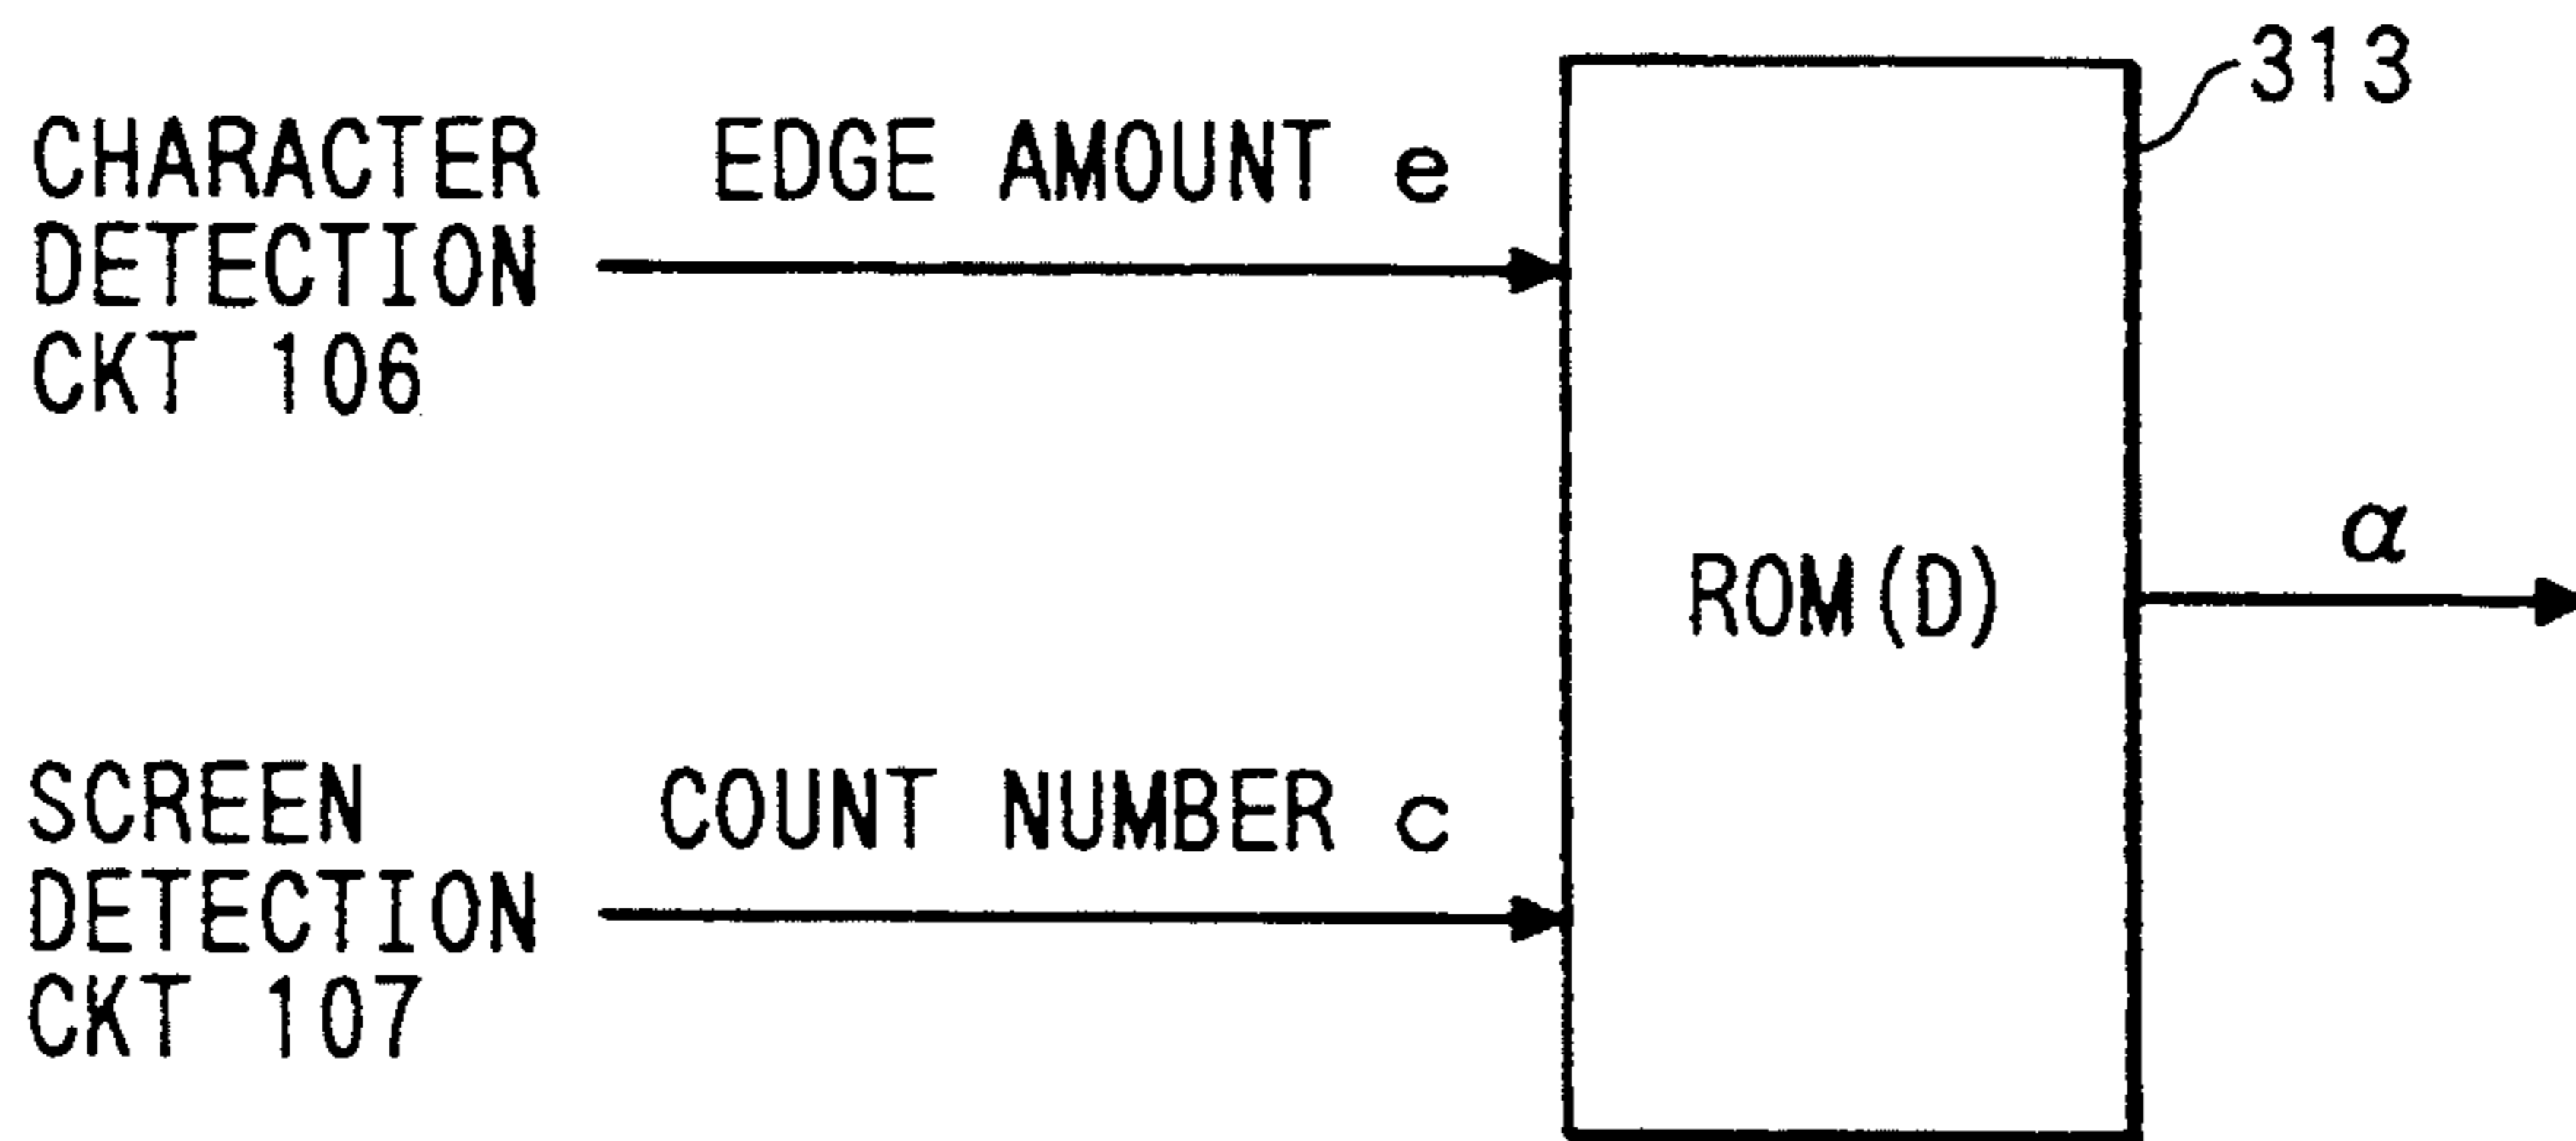 313
CHARACTER
DETECTION
CKT 106
EDGE AMOUNT e
ROM(D)
α
SCREEN
DETECTION
CKT 107
COUNT NUMBER c